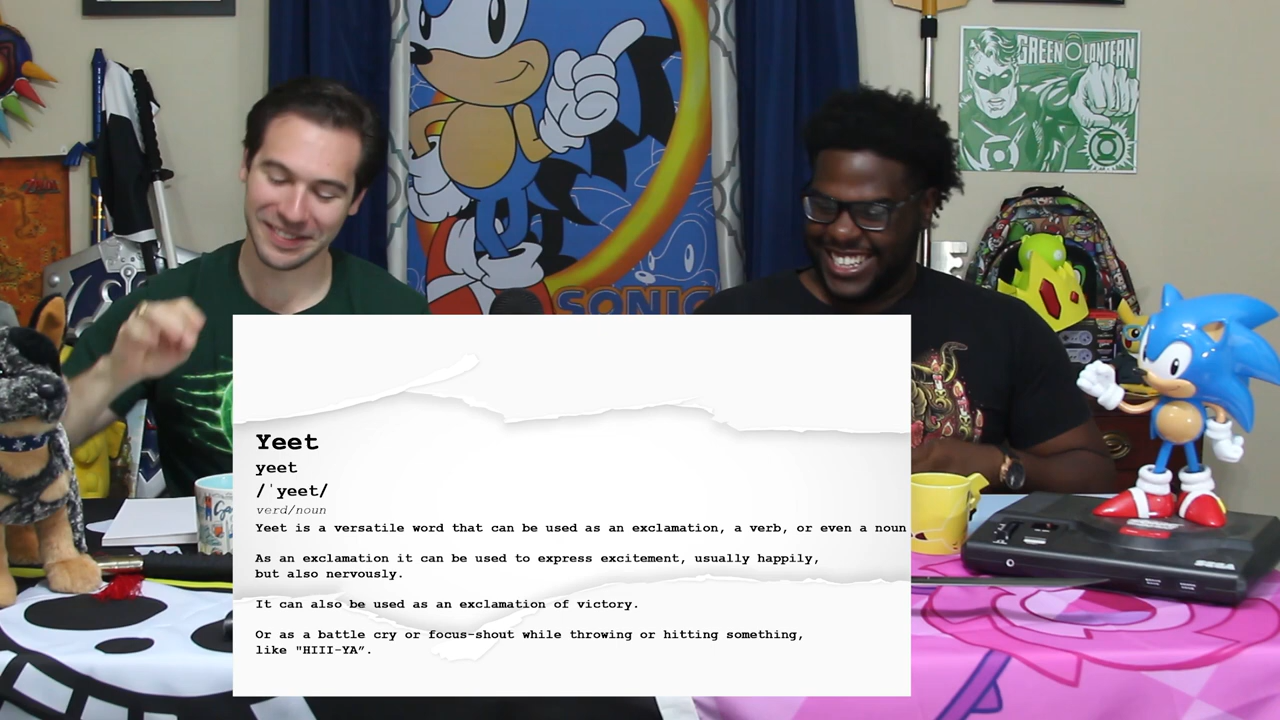 GREEN LANTERN
SONIC
Yeet
yeet
/ˈyeet/
verd/noun
Yeet is a versatile word that can be used as an exclamation, a verb, or even a noun
As an exclamation it can be used to express excitement, usually happily,
but also nervously.
It can also be used as an exclamation of victory.
Or as a battle cry or focus-shout while throwing or hitting something,
like "HIII-YA”.
SEGA